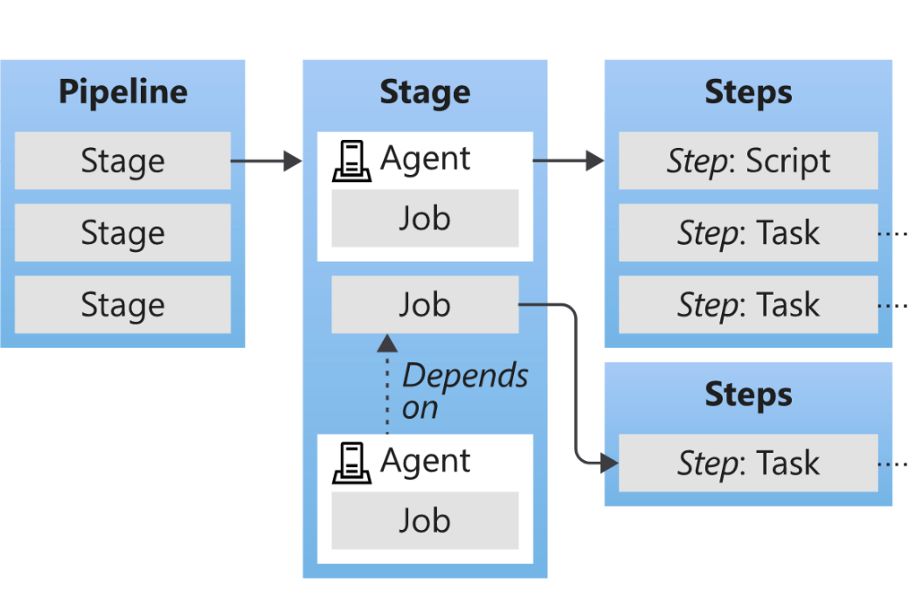 Pipeline
Stage
Stage
Stage
Stage
Agent
Job
Job
Depends
on
Agent
Job
Steps
Step: Script
Step: Task
Step: Task
Steps
Step: Task